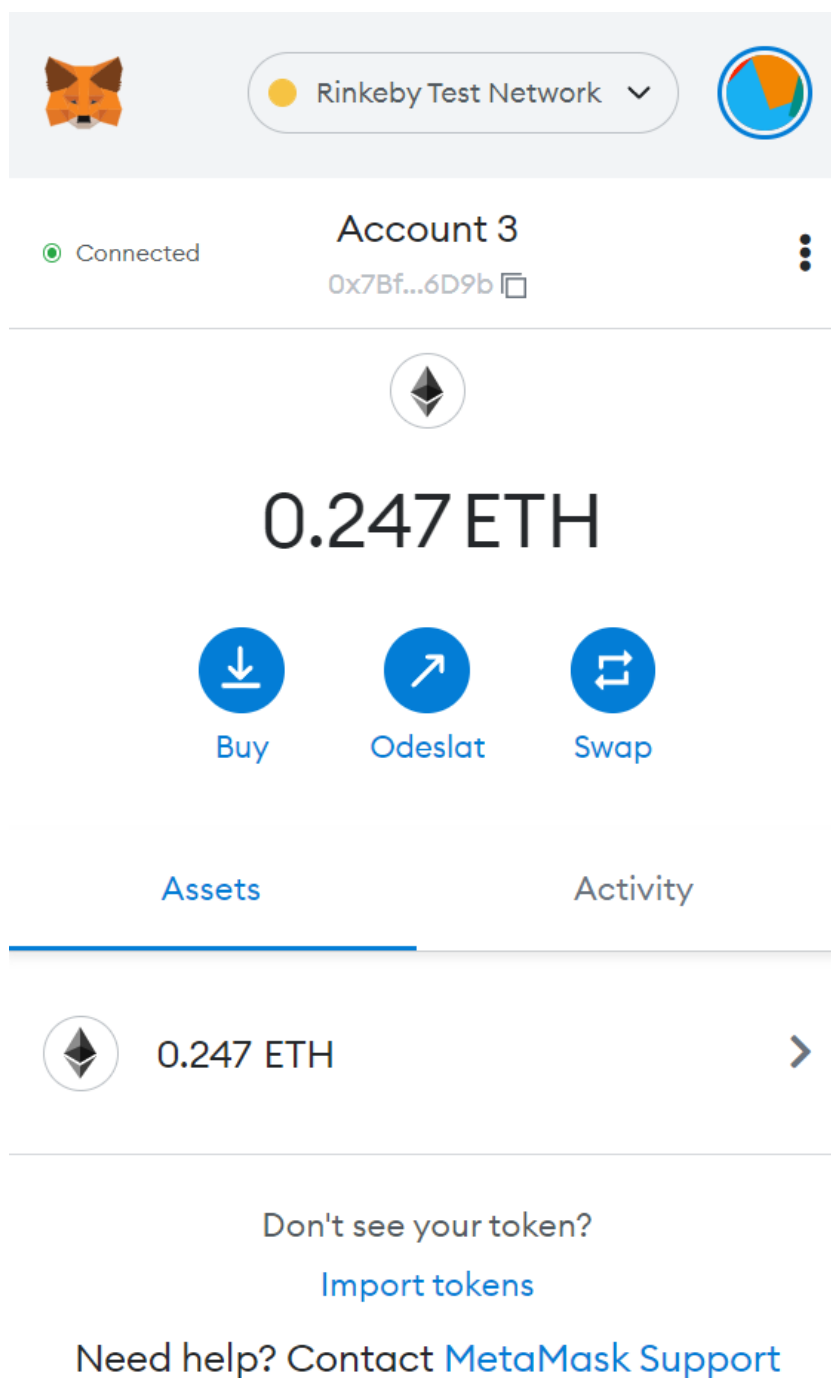 Rinkeby Test Network
Connected
Account 3
0x7Bf...6D9b
0.247 ETH
Buy
Odeslat
Swap
Assets
Activity
0.247 ETH
Don't see your token?
Import tokens
Need help? Contact MetaMask Support